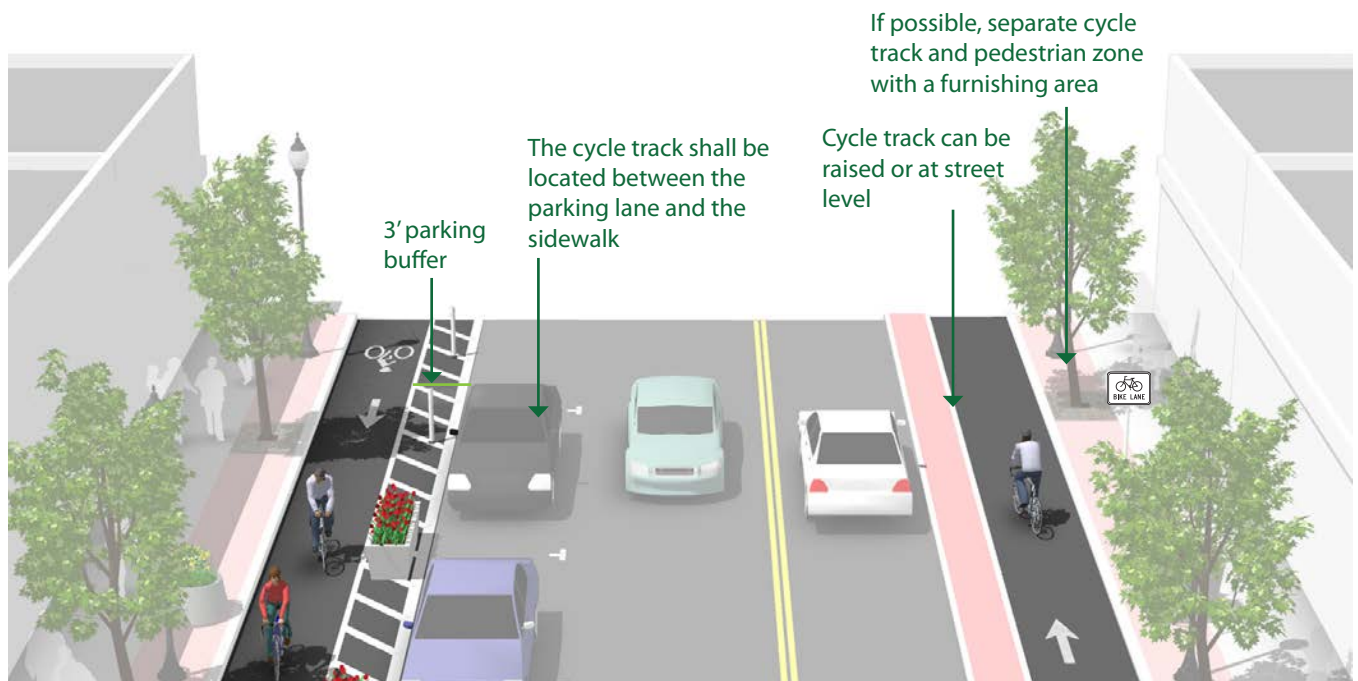 If possible, separate cycle
track and pedestrian zone
with a furnishing area
Cycle track can be
raised or at street
level
The cycle track shall be
located between the
parking lane and the
sidewalk
3’ parking
buffer
BIKE LANE